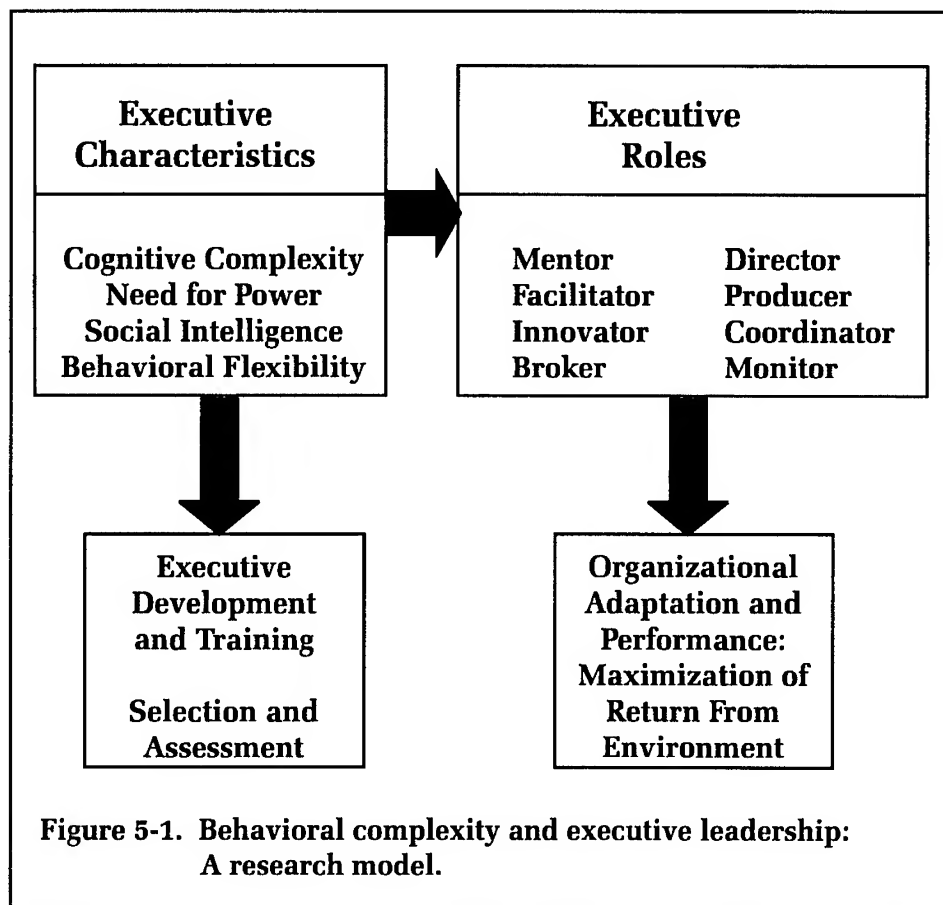 Executive
Characteristics
Cognitive Complexity
Need for Power
Social Intelligence
Behavioral Flexibility
Executive
Roles
Mentor
Facilitator
Innovator
Broker
Director
Producer
Coordinator
Monitor
Executive
Development
and Training
Selection and
Assessment
Organizational
Adaptation and
Performance:
Maximization of
Return From
Environment
Figure 5-1. Behavioral complexity and executive leadership:
A research model.